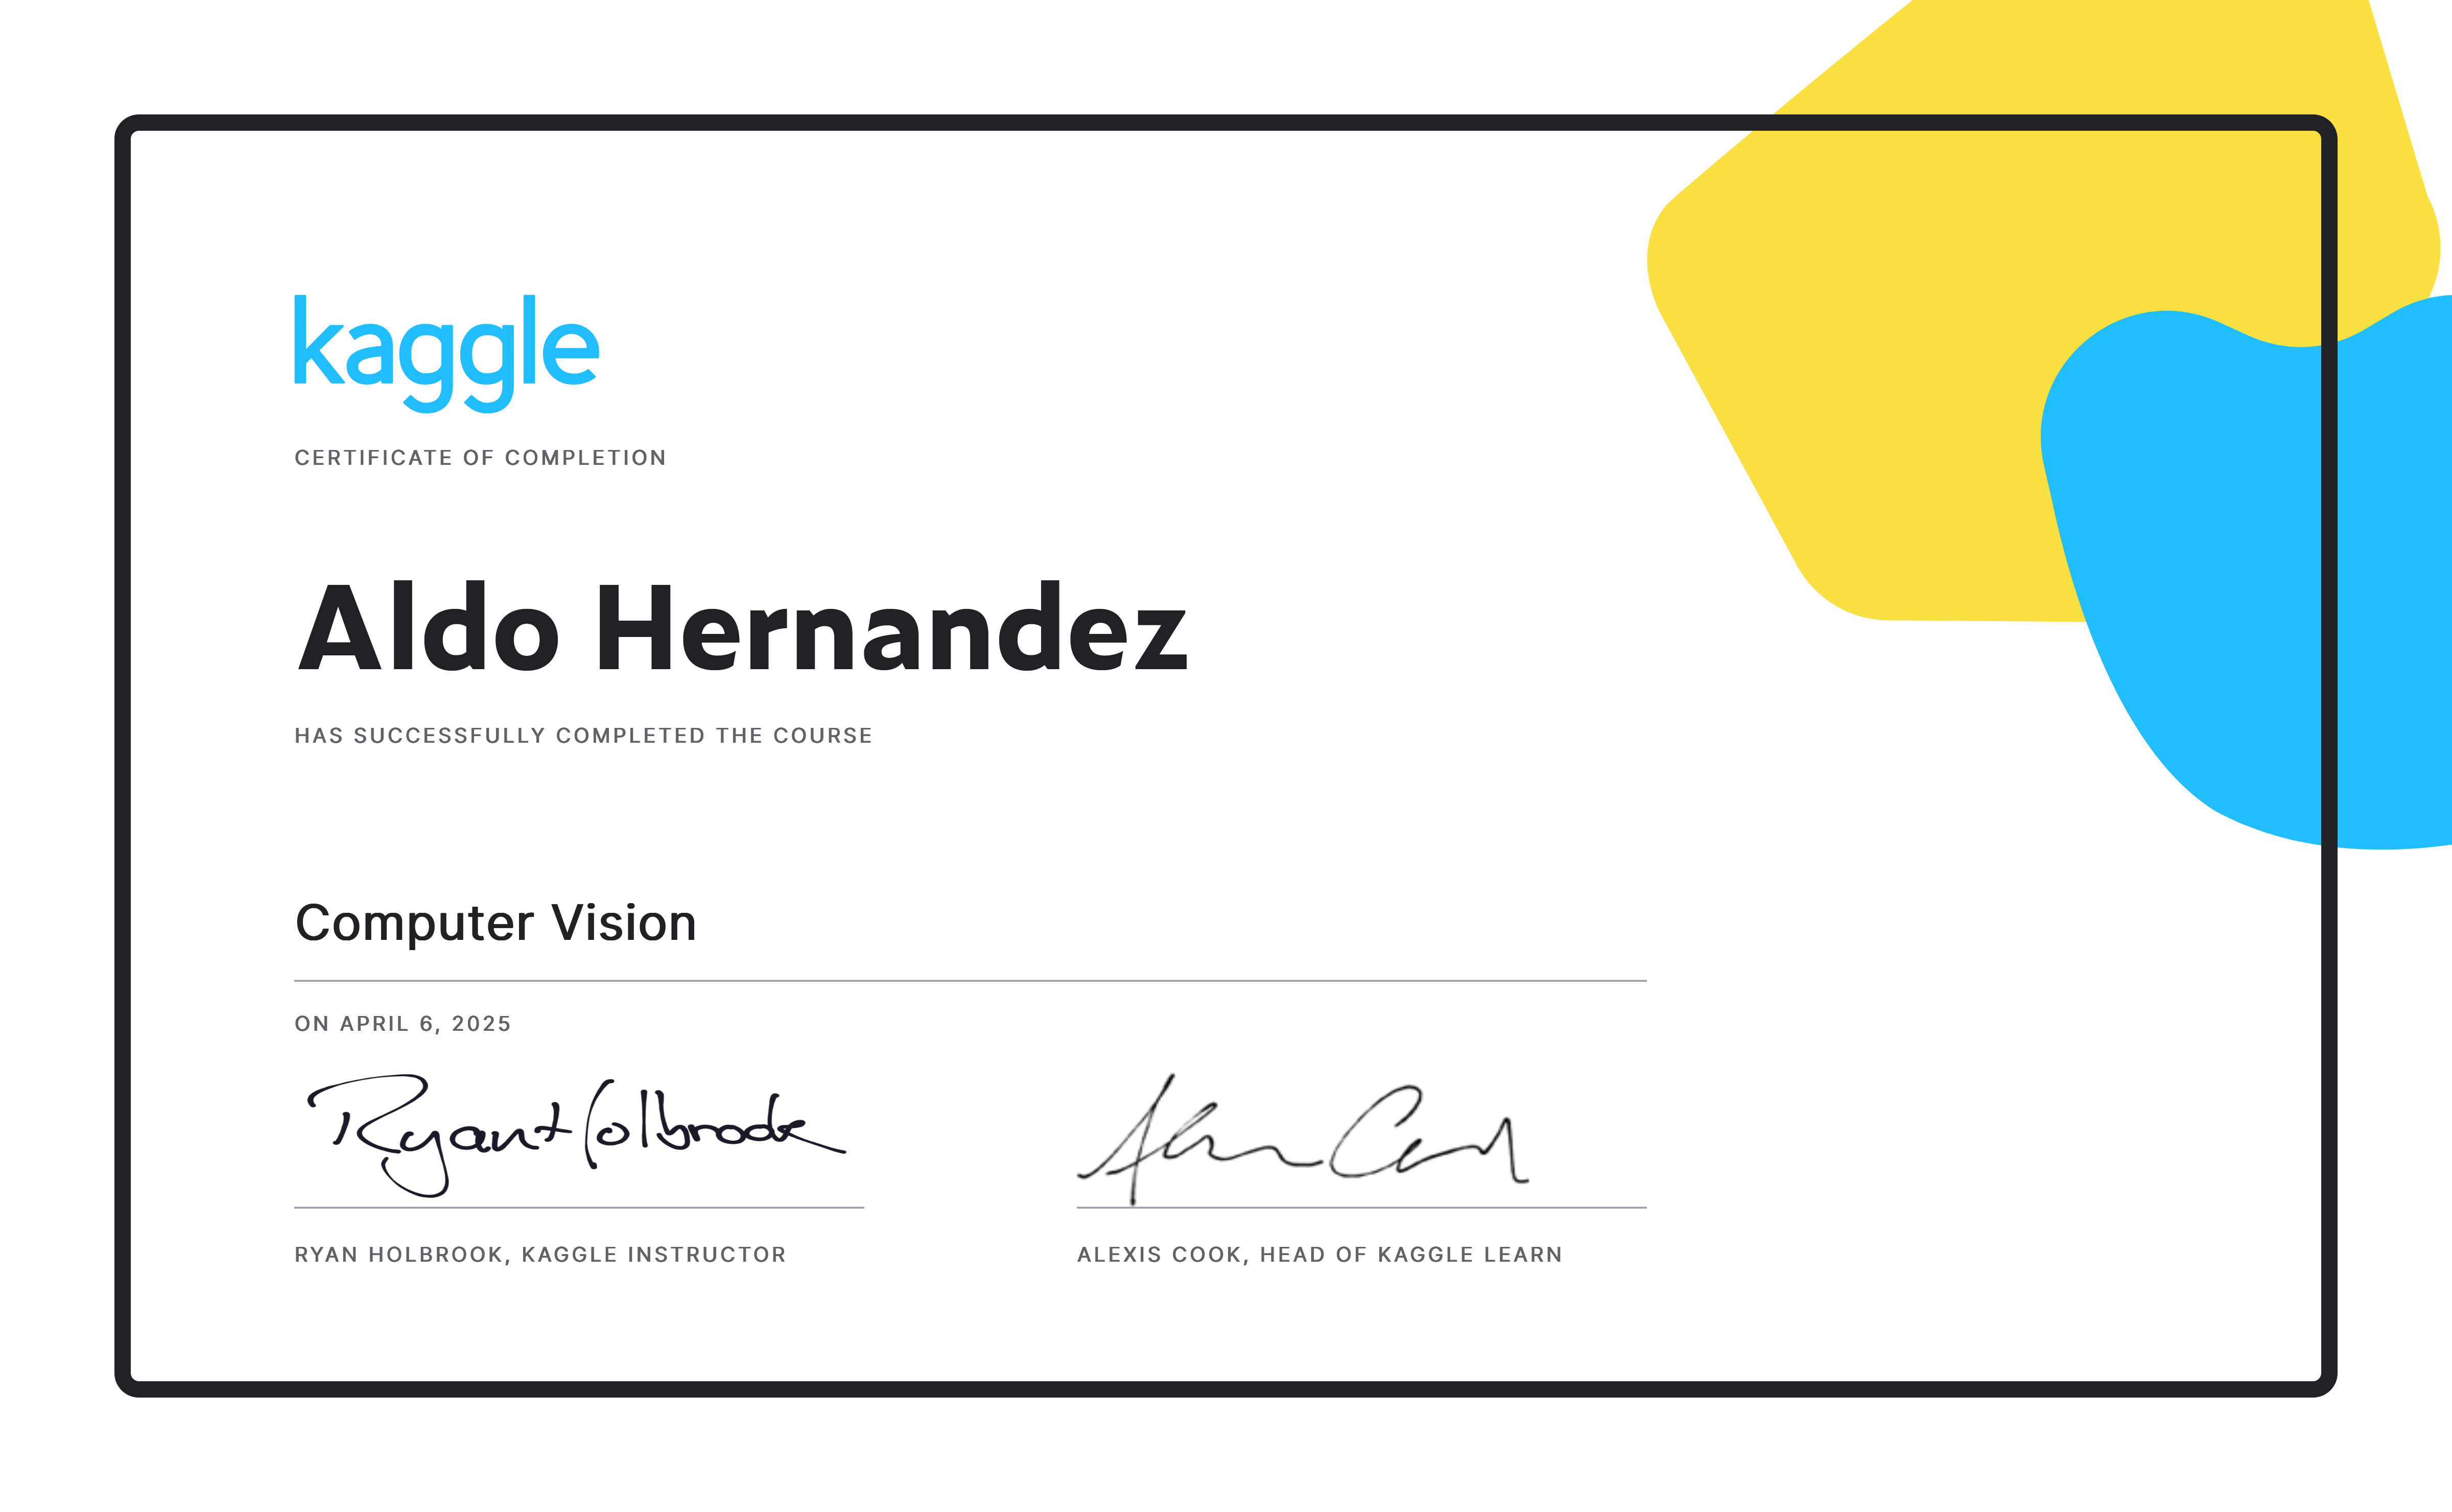 kaggle
CERTIFICATE OF COMPLETION
Aldo Hernandez
HAS SUCCESSFULLY COMPLETED THE COURSE
Computer Vision
ON APRIL 6, 2025
Ryan Holbrook
Alexis Cook
RYAN HOLBROOK, KAGGLE INSTRUCTOR
ALEXIS COOK, HEAD OF KAGGLE LEARN